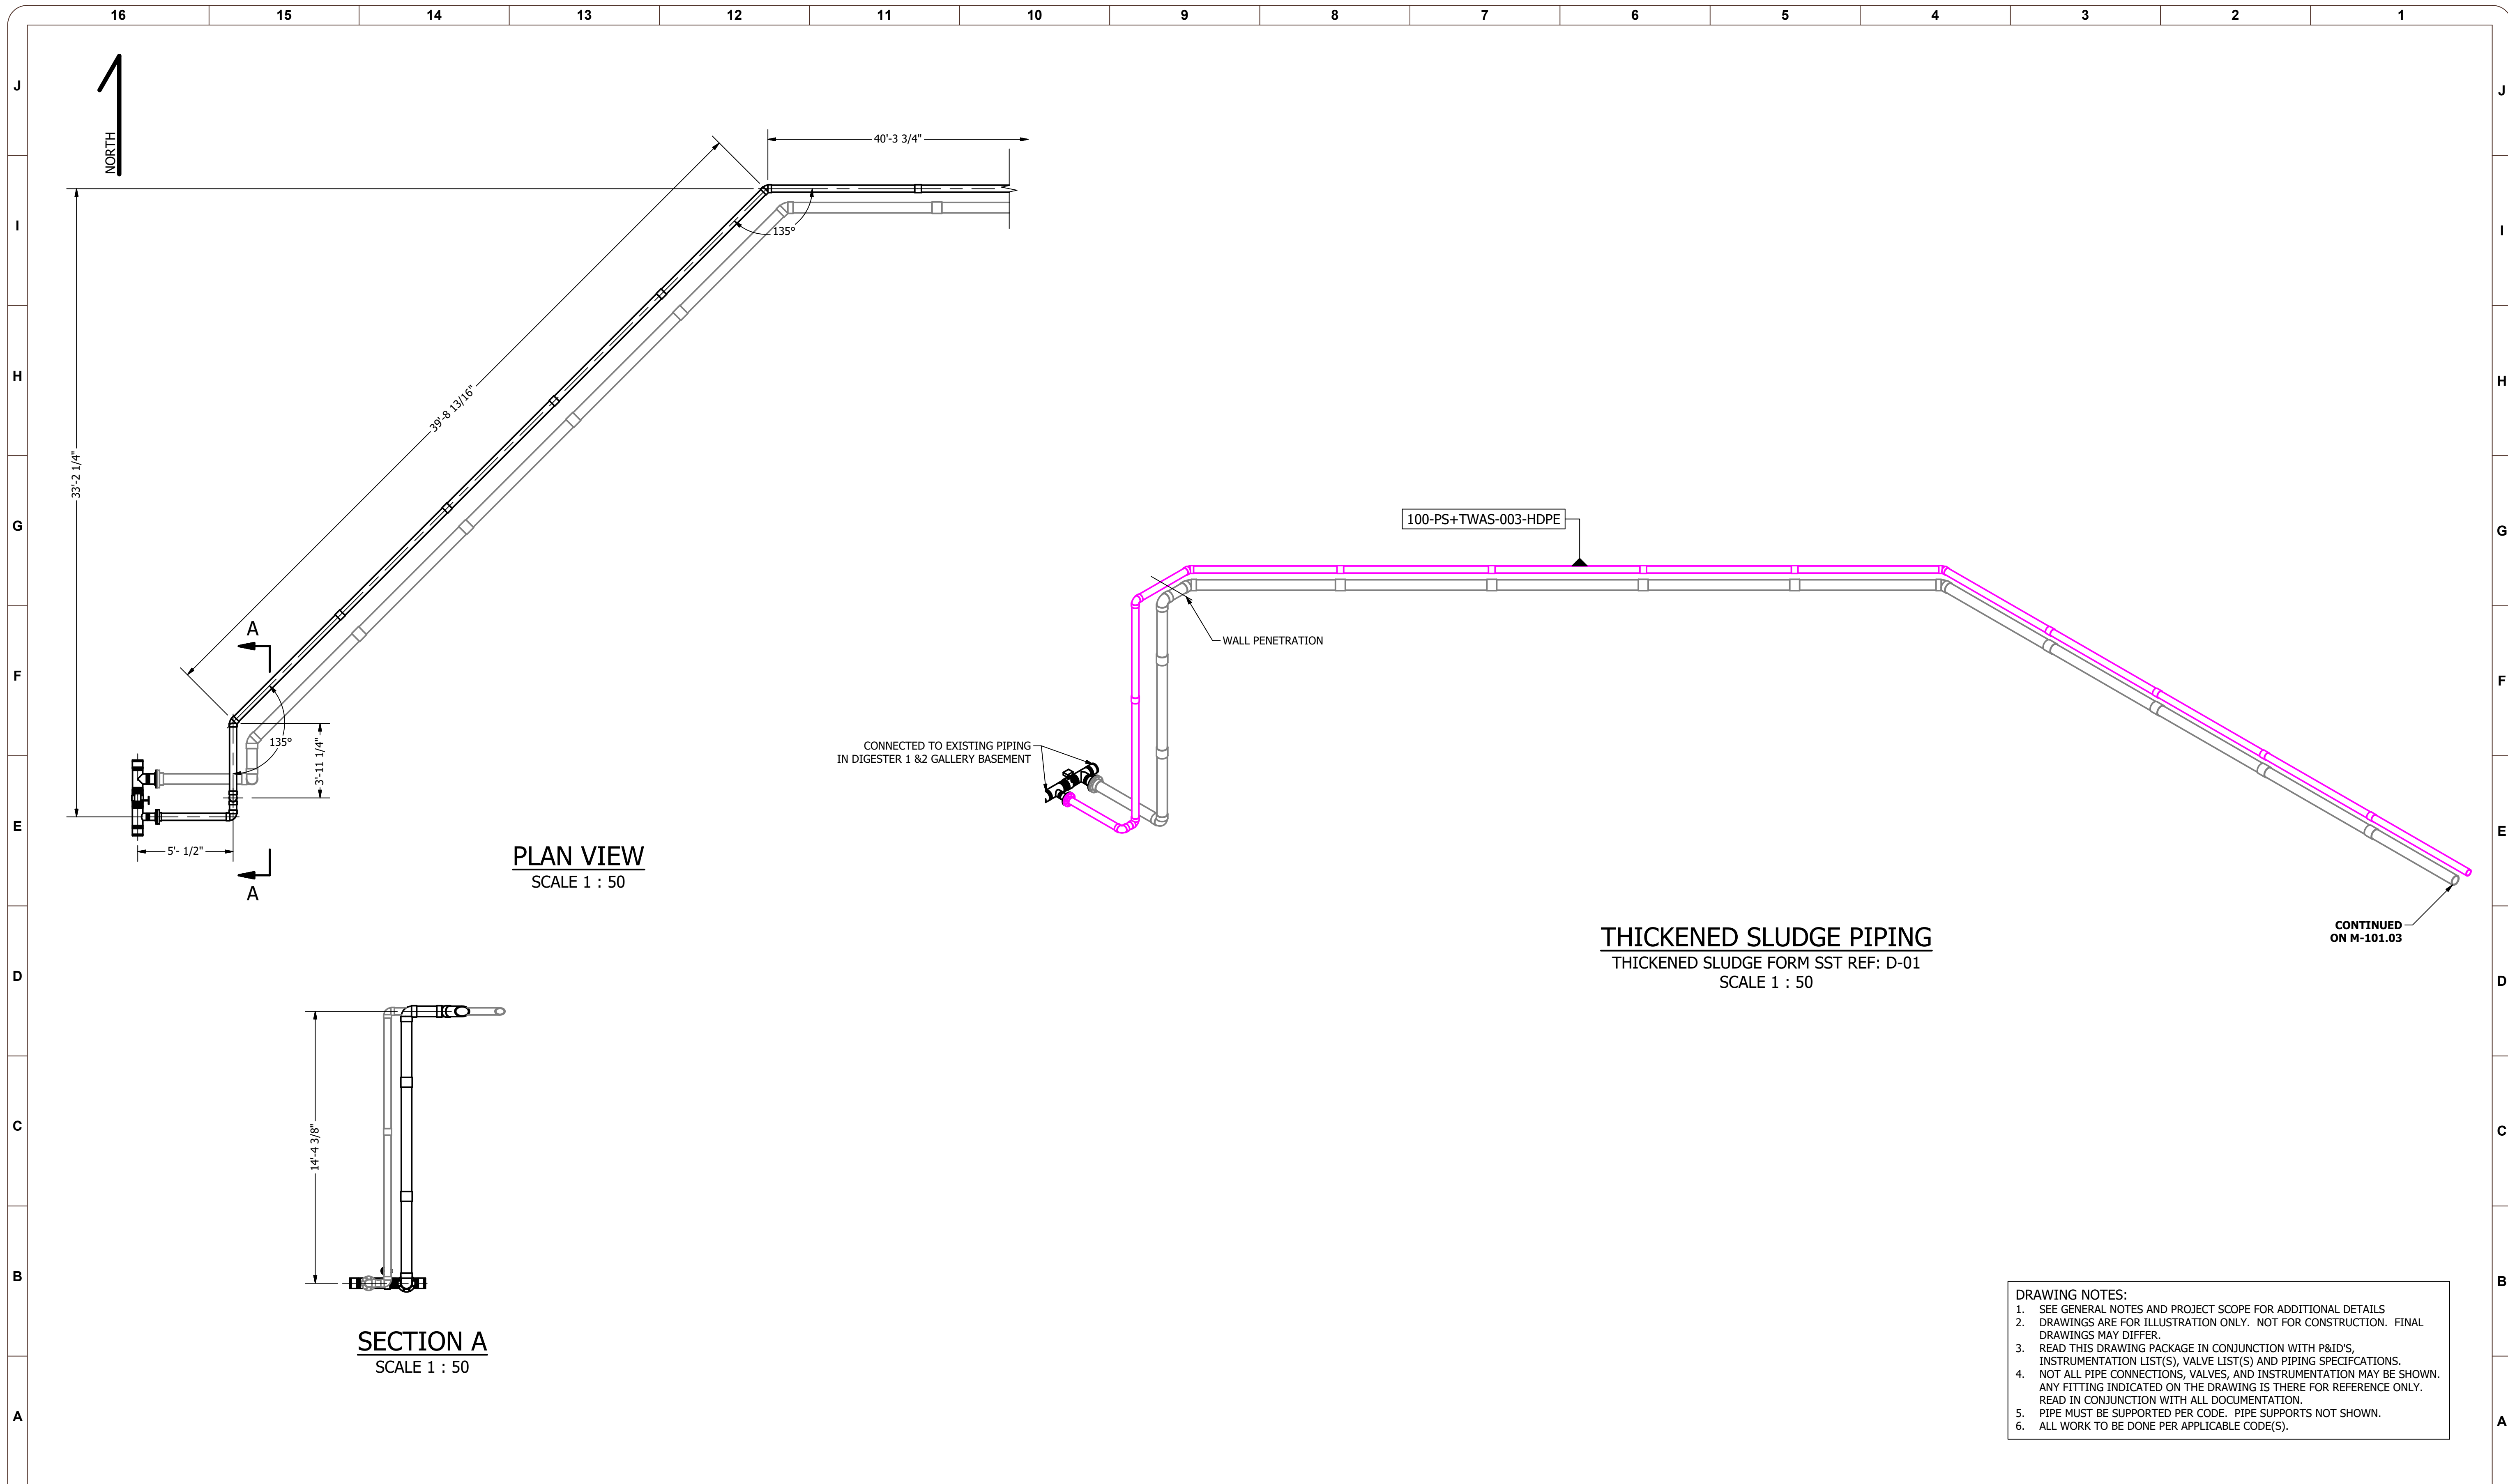 16 15 14 13 12 11 10 9 8 7 6 5 4 3 2 1
J
J
I
I
H
H
G
G
F
F
E
E
D
D
C
C
B
B
A
A
NORTH
40'-3 3/4"
135°
39'-8 13/16"
33'-2 1/4"
A
135°
3'-11 1/4"
5'- 1/2"
A
PLAN VIEW
SCALE 1 : 50
100-PS+TWAS-003-HDPE
WALL PENETRATION
CONNECTED TO EXISTING PIPING
IN DIGESTER 1 &2 GALLERY BASEMENT
CONTINUED
ON M-101.03
THICKENED SLUDGE PIPING
THICKENED SLUDGE FORM SST REF: D-01
SCALE 1 : 50
14'-4 3/8"
SECTION A
SCALE 1 : 50
DRAWING NOTES:
1. SEE GENERAL NOTES AND PROJECT SCOPE FOR ADDITIONAL DETAILS
2. DRAWINGS ARE FOR ILLUSTRATION ONLY. NOT FOR CONSTRUCTION. FINAL
DRAWINGS MAY DIFFER.
3. READ THIS DRAWING PACKAGE IN CONJUNCTION WITH P&ID'S,
INSTRUMENTATION LIST(S), VALVE LIST(S) AND PIPING SPECIFCATIONS.
4. NOT ALL PIPE CONNECTIONS, VALVES, AND INSTRUMENTATION MAY BE SHOWN.
ANY FITTING INDICATED ON THE DRAWING IS THERE FOR REFERENCE ONLY.
READ IN CONJUNCTION WITH ALL DOCUMENTATION.
5. PIPE MUST BE SUPPORTED PER CODE. PIPE SUPPORTS NOT SHOWN.
6. ALL WORK TO BE DONE PER APPLICABLE CODE(S).